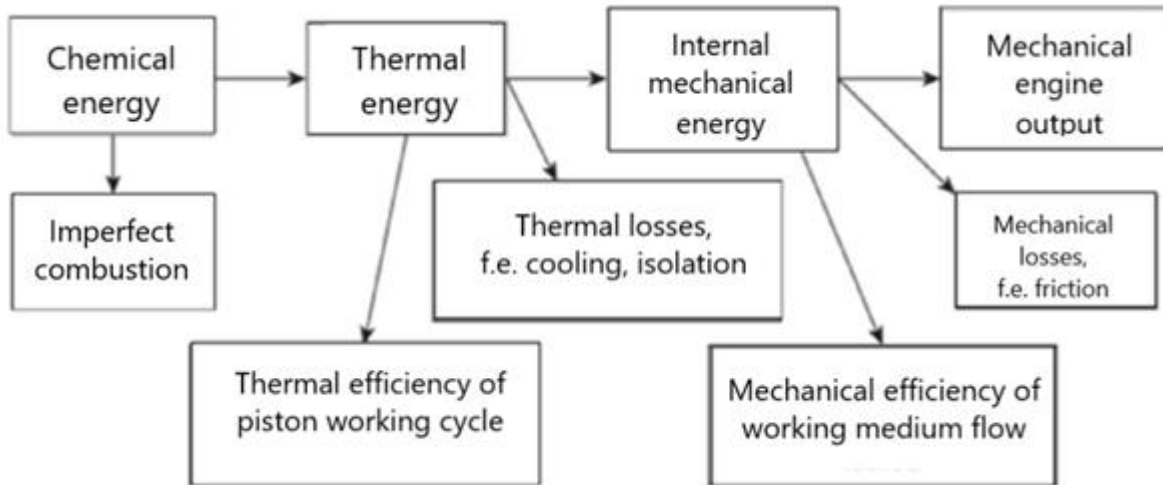 Chemical
energy
Thermal
energy
Internal
mechanical
energy
Mechanical
engine
output
Imperfect
combustion
Thermal losses,
f.e. cooling, isolation
Mechanical
losses,
f.e. friction
Thermal efficiency of
piston working cycle
Mechanical efficiency of
working medium flow